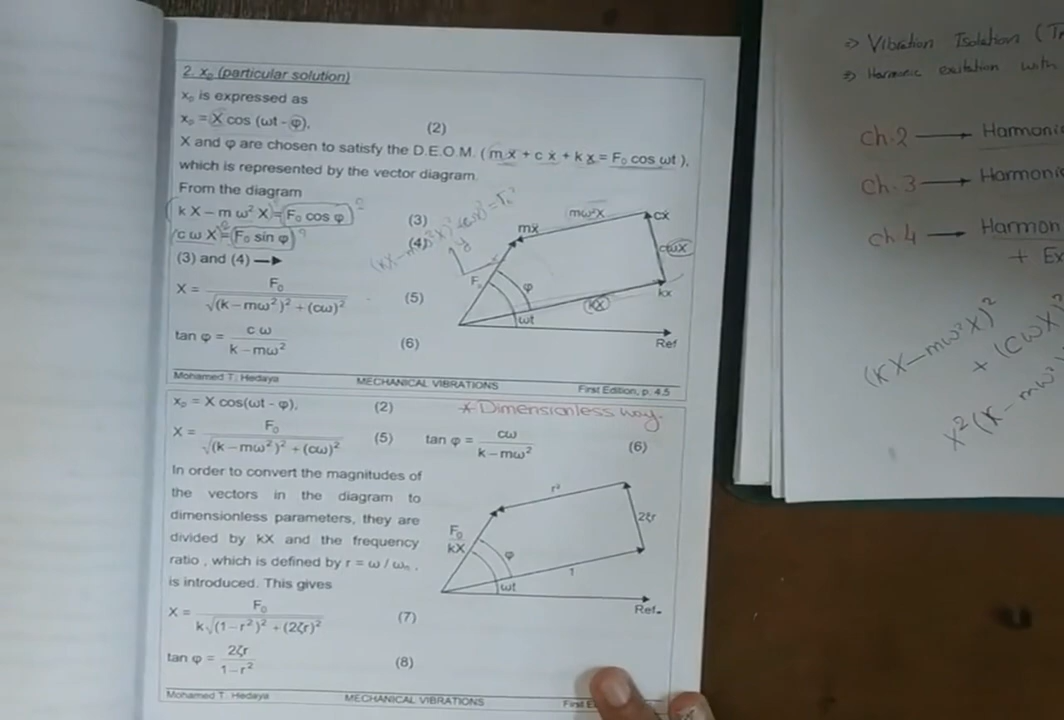 2. xₚ (particular solution)
xₚ is expressed as
xₚ = X cos (ωt - φ), (2)
X and φ are chosen to satisfy the D.E.O.M. ( m ẍ + c ẋ + k x = F₀ cos ωt ),
which is represented by the vector diagram.
From the diagram
k X – m ω² X = F₀ cos φ (3)
c ω X = F₀ sin φ (4)
(3) and (4) →
X = F₀ / √((k – mω²)² + (cω)²) (5)
tan φ = c ω / k – mω² (6)
mω²X
mẍ
cẋ
cωX
kX
kx
F₀
φ
ωt
Ref
Mohamed T. Hedaya MECHANICAL VIBRATIONS First Edition, p. 4.5
xₚ = X cos(ωt - φ), (2)
* Dimensionless way.
X = F₀ / √((k – mω²)² + (cω)²) (5) tan φ = cω / k – mω² (6)
In order to convert the magnitudes of
the vectors in the diagram to
dimensionless parameters, they are
divided by kX and the frequency
ratio , which is defined by r = ω / ωₙ ,
is introduced. This gives
X = F₀ / k√((1–r²)² + (2ζr)²) (7)
tan φ = 2ζr / 1–r² (8)
r²
2ζr
F₀ / kX
φ
1
ωt
Ref.
Mohamed T. Hedaya MECHANICAL VIBRATIONS First E
⇒ Vibration Isolation (
⇒ Harmonic exitation with
Ch.2 → Harmonic
Ch.3 → Harmonic
Ch.4 → Harmon
+ Ex
(KX – mω²X)²
+ (CωX)²
X²(K – mω²